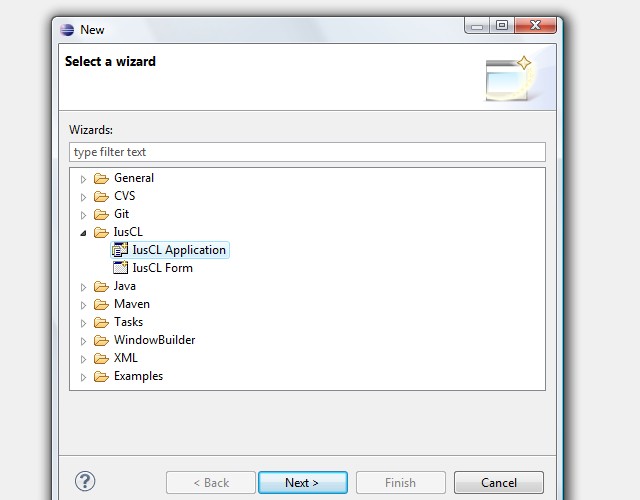 New
Select a wizard
Wizards:
type filter text
General
CVS
Git
IusCL
IusCL Application
IusCL Form
Java
Maven
Tasks
WindowBuilder
XML
Examples
?
< Back
Next >
Finish
Cancel